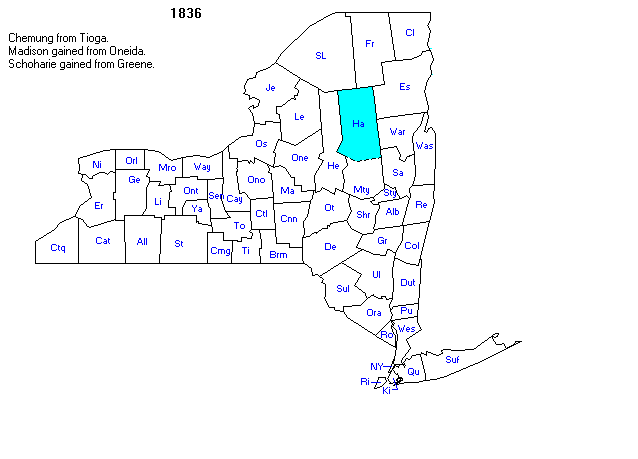 1836
Chemung from Tioga.
Madison gained from Oneida.
Schoharie gained from Greene.
Cl
Fr
SL
Es
Je
Le
Ha
War
Was
Os
One
He
Sa
Ni
Orl
Mro
Way
Ge
Ono
Ma
Mty
Sty
Er
Li
Ont
Sen
Cay
Ya
Ctl
Cnn
Ot
Shr
Alb
Re
To
Ctq
Cat
All
St
Cmg
Ti
Brm
De
Gr
Col
Ul
Sul
Dut
Ora
Pu
Ro
Wes
NY
Qu
Suf
Ri
Ki